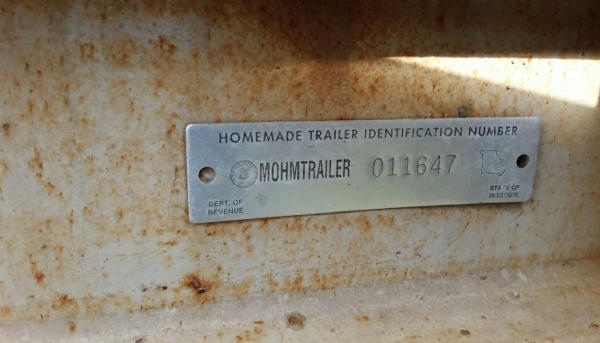 HOMEMADE TRAILER IDENTIFICATION NUMBER
MOHMTRAILER 011647
DEPT. OF
REVENUE
STATE OF
MISSOURI